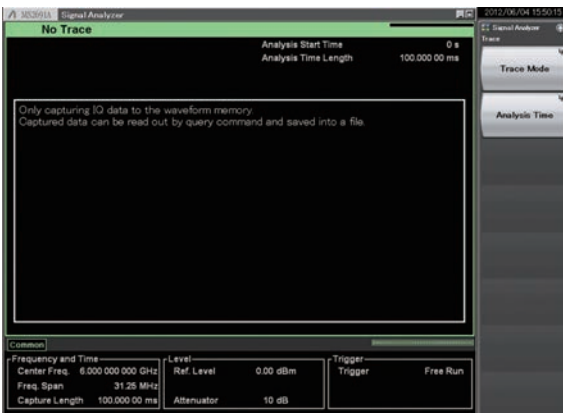 MS2691A Signal Analyzer
2012/06/04 15:50:15
No Trace
Signal Analyzer
Trace
Analysis Start Time 0 s
Analysis Time Length 100.000 00 ms
Trace Mode
Analysis Time
Only capturing IQ data to the waveform memory.
Captured data can be read out by query command and saved into a file.
Common
Frequency and Time Level Trigger
Center Freq. 6.000 000 000 GHz Ref. Level 0.00 dBm Trigger Free Run
Freq. Span 31.25 MHz
Capture Length 100.000 00 ms Attenuator 10 dB